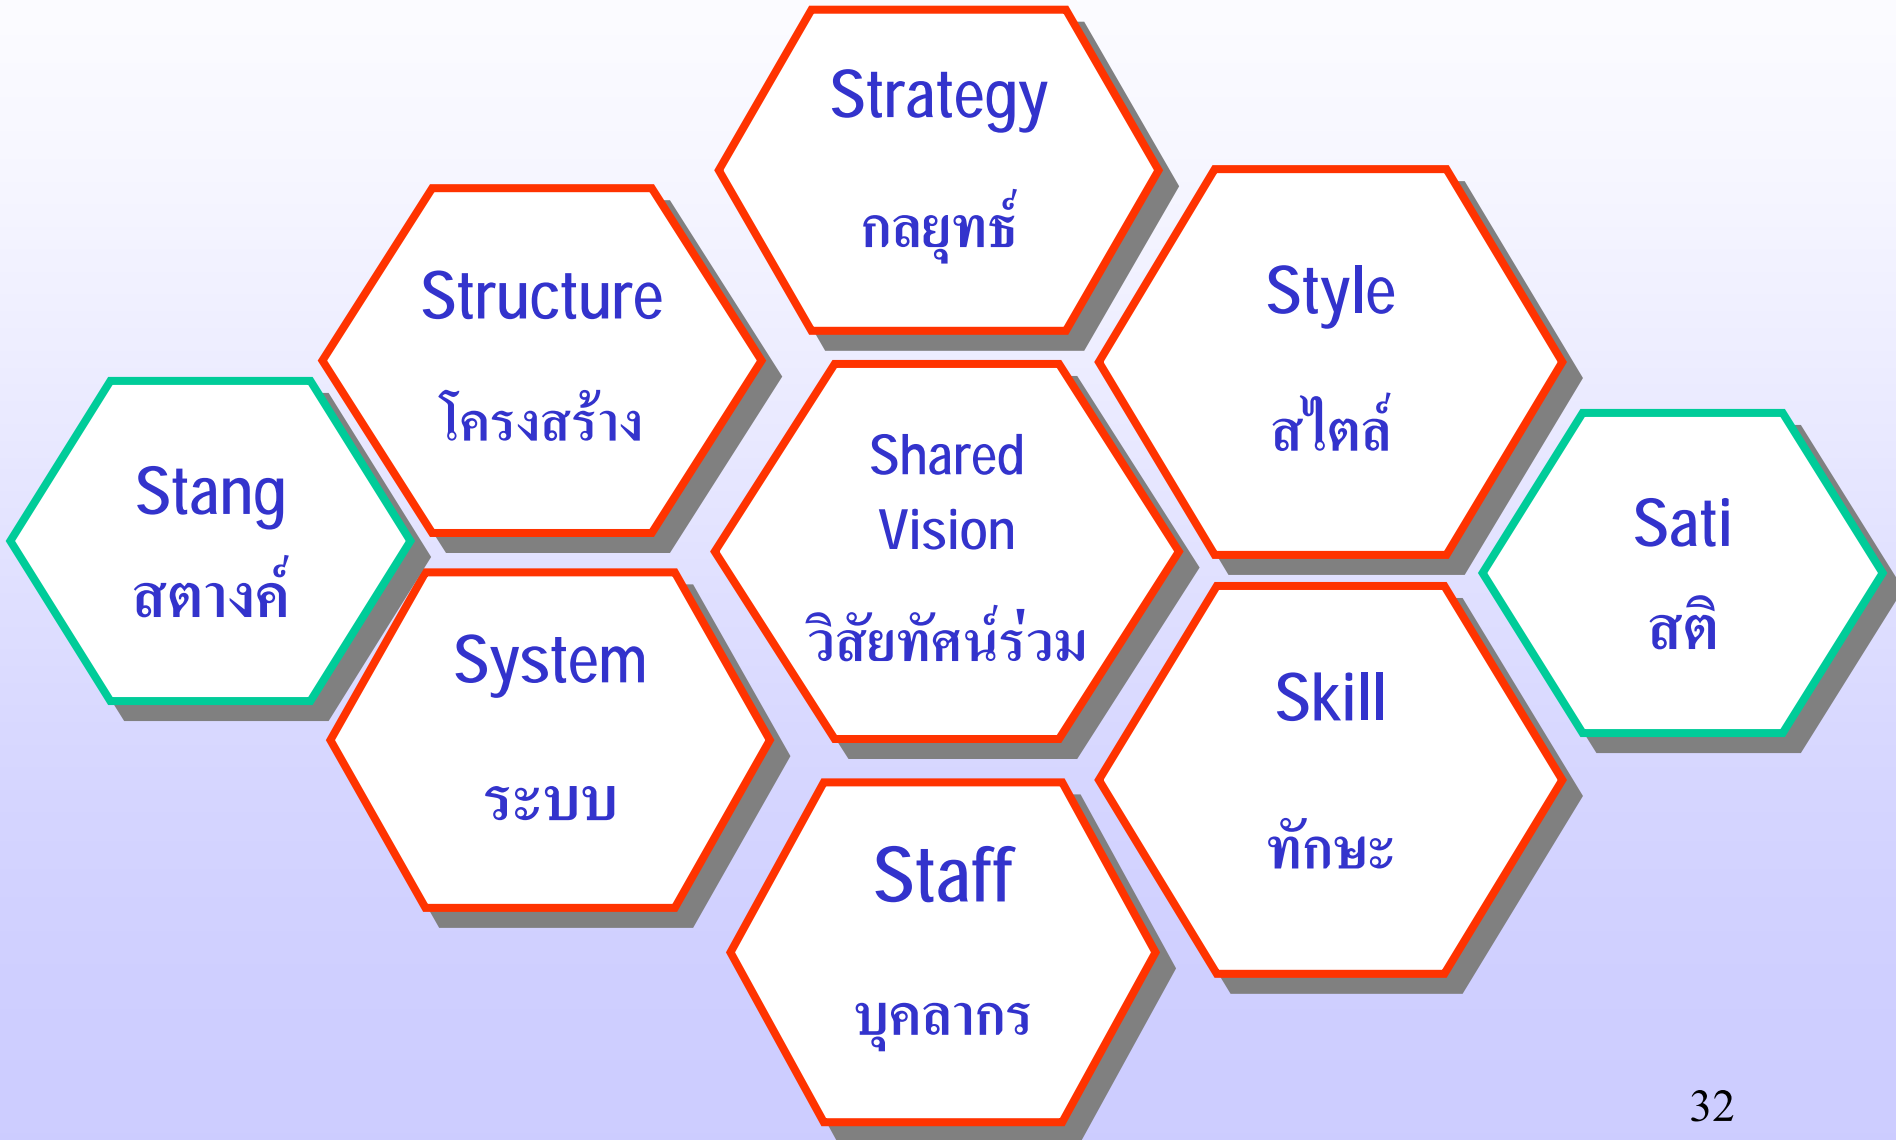 Strategy
กลยุทธ์
Structure
โครงสร้าง
Style
สไตล์
Stang
สตางค์
Shared
Vision
วิสัยทัศน์ร่วม
Sati
สติ
System
ระบบ
Skill
ทักษะ
Staff
บุคลากร
32